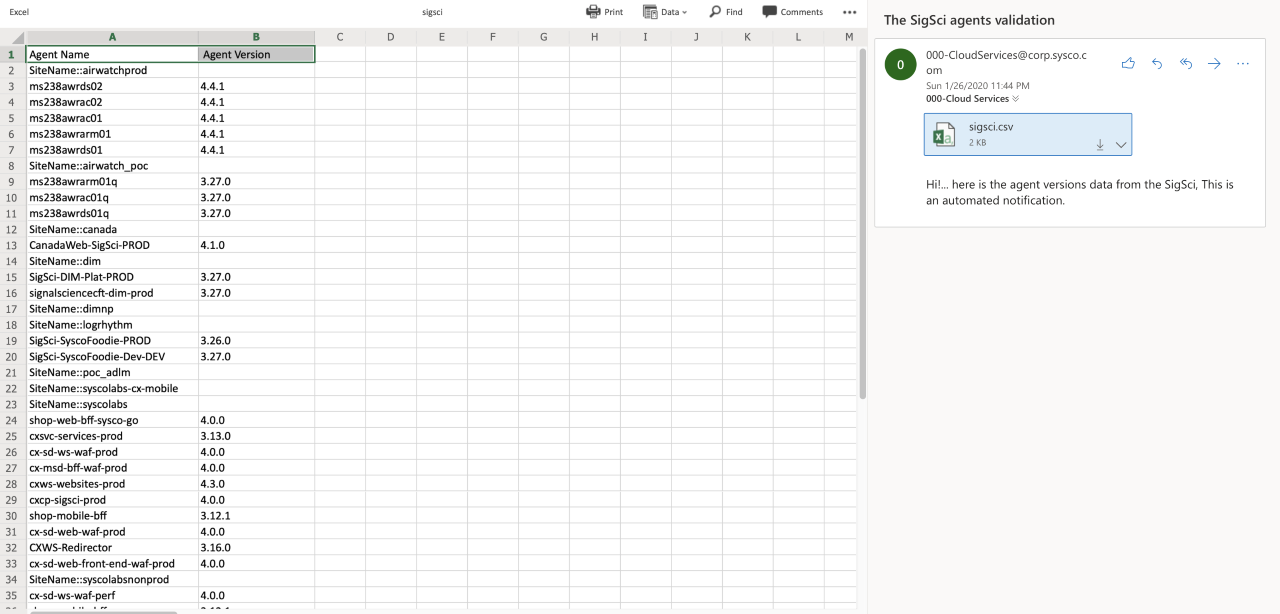 Excel
sigsci
Print
Data
Find
Comments
A B C D E F G H I J K L M
1 Agent Name Agent Version
2 SiteName::airwatchprod
3 ms238awrds02 4.4.1
4 ms238awrac02 4.4.1
5 ms238awrac01 4.4.1
6 ms238awrarm01 4.4.1
7 ms238awrds01 4.4.1
8 SiteName::airwatch_poc
9 ms238awrarm01q 3.27.0
10 ms238awrac01q 3.27.0
11 ms238awrds01q 3.27.0
12 SiteName::canada
13 CanadaWeb-SigSci-PROD 4.1.0
14 SiteName::dim
15 SigSci-DIM-Plat-PROD 3.27.0
16 signalsciencecft-dim-prod 3.27.0
17 SiteName::dimnp
18 SiteName::logrhythm
19 SigSci-SyscoFoodie-PROD 3.26.0
20 SigSci-SyscoFoodie-Dev-DEV 3.27.0
21 SiteName::poc_adlm
22 SiteName::syscolabs-cx-mobile
23 SiteName::syscolabs
24 shop-web-bff-sysco-go 4.0.0
25 cxsvc-services-prod 3.13.0
26 cx-sd-ws-waf-prod 4.0.0
27 cx-msd-bff-waf-prod 4.0.0
28 cxws-websites-prod 4.3.0
29 cxcp-sigsci-prod 4.0.0
30 shop-mobile-bff 3.12.1
31 cx-sd-web-waf-prod 4.0.0
32 CXWS-Redirector 3.16.0
33 cx-sd-web-front-end-waf-prod 4.0.0
34 SiteName::syscolabsnonprod
35 cx-sd-ws-waf-perf 4.0.0
The SigSci agents validation
0
000-CloudServices@corp.sysco.c
om
Sun 1/26/2020 11:44 PM
000-Cloud Services
sigsci.csv
2 KB
Hi!... here is the agent versions data from the SigSci, This is
an automated notification.